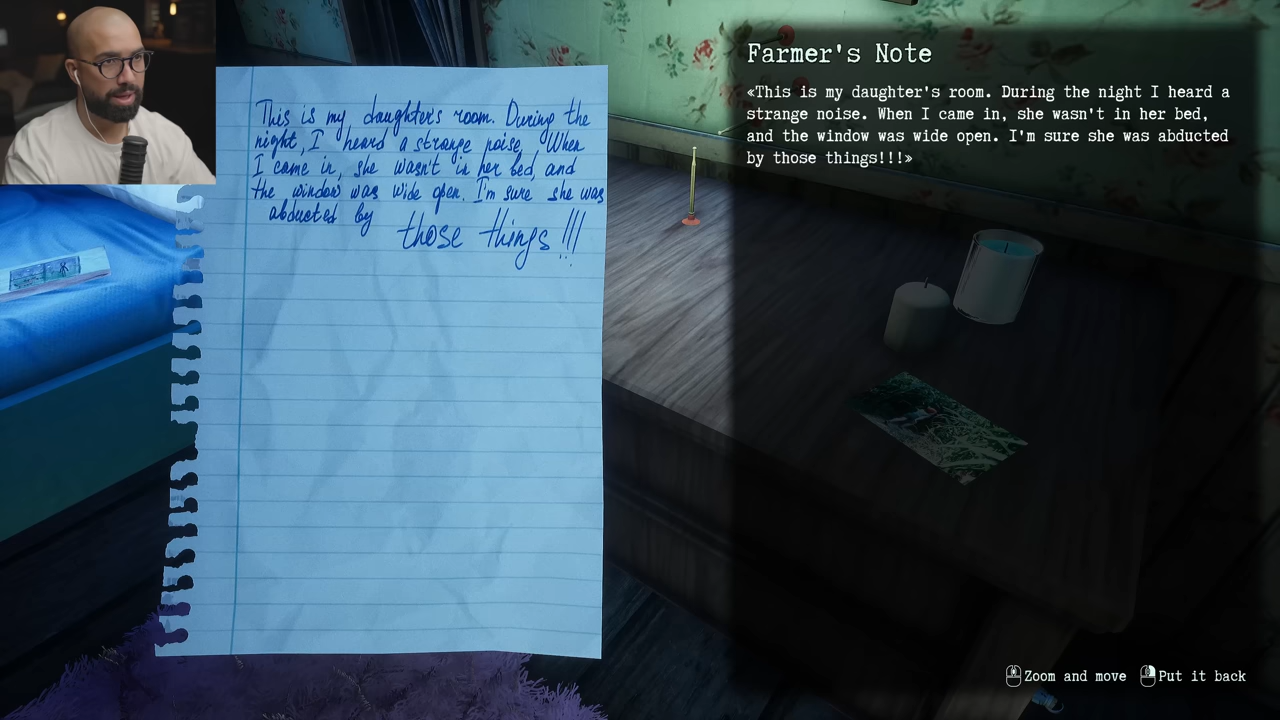 This is my daughter's room. During the
night, I heard a strange noise. When
I came in, she wasn't in her bed, and
the window was wide open. I'm sure she was
abducted by those things!!!
Farmer's Note
«This is my daughter's room. During the night I heard a
strange noise. When I came in, she wasn't in her bed,
and the window was wide open. I'm sure she was abducted
by those things!!!»
Zoom and move Put it back